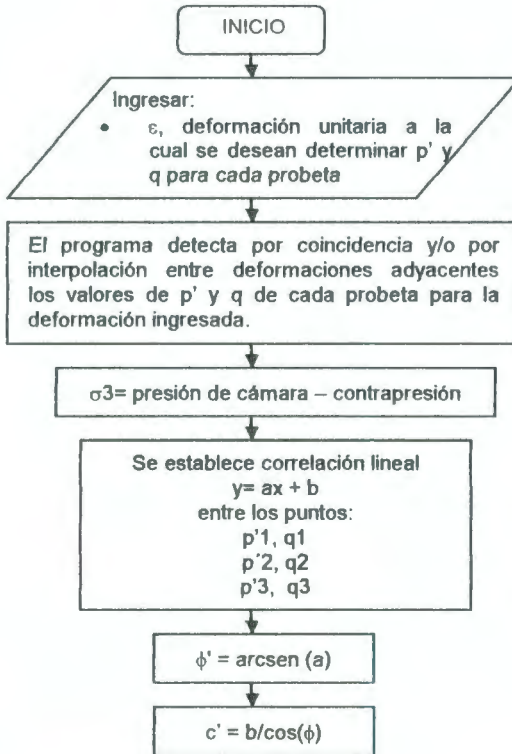 INICIO
Ingresar:
• ε, deformación unitaria a la
cual se desean determinar p' y
q para cada probeta
El programa detecta por coincidencia y/o por
interpolación entre deformaciones adyacentes
los valores de p' y q de cada probeta para la
deformación ingresada.
σ3= presión de cámara – contrapresión
Se establece correlación lineal
y= ax + b
entre los puntos:
p'1, q1
p´2, q2
p'3, q3
ϕ' = arcsen (a)
c' = b/cos(ϕ)